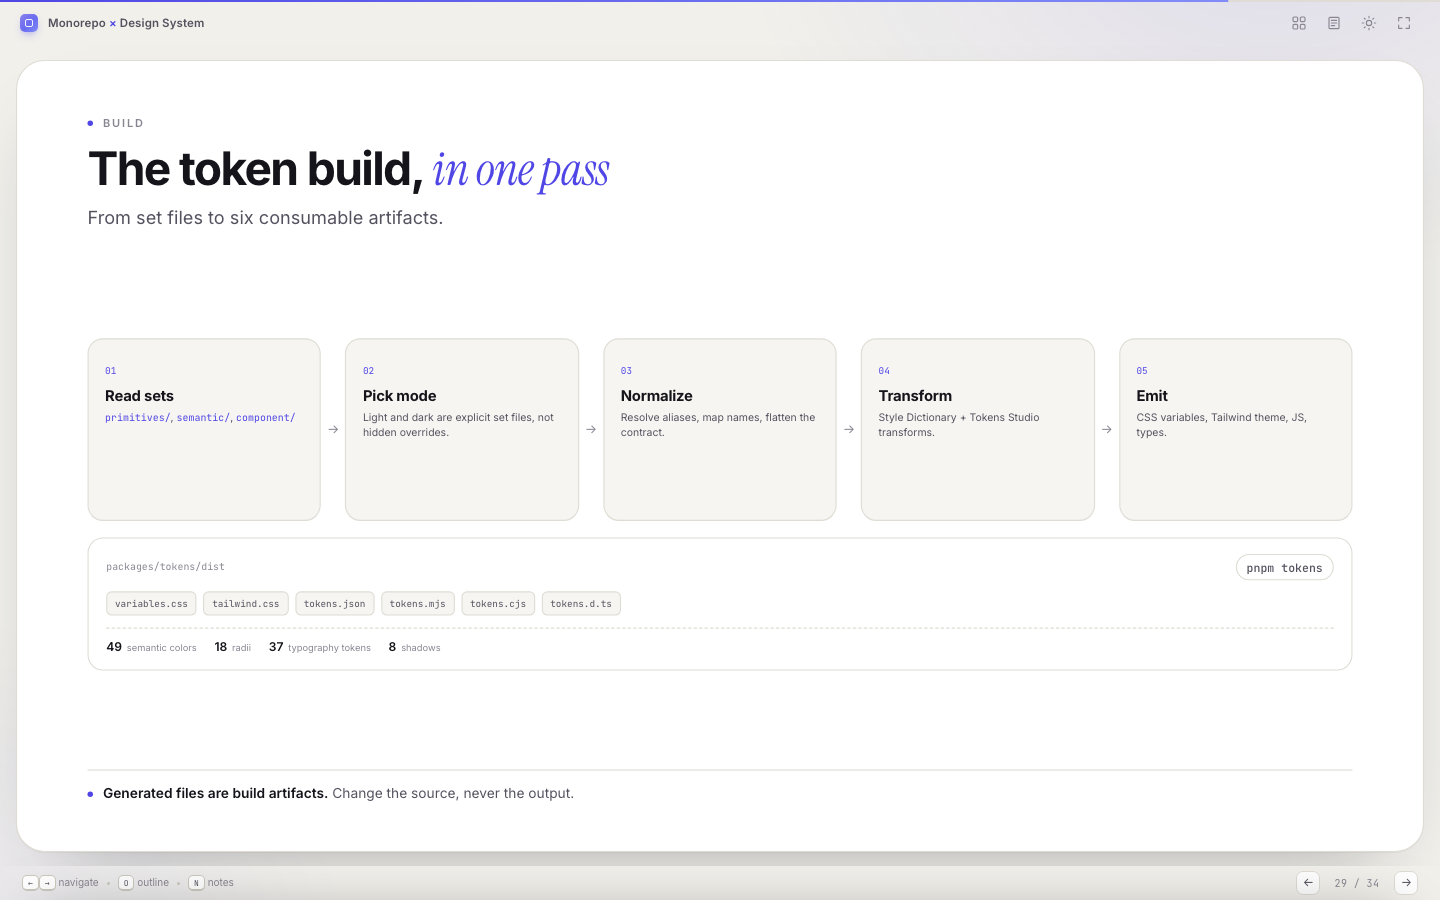 Monorepo × Design System
BUILD
The token build, in one pass
From set files to six consumable artifacts.
01
Read sets
primitives/, semantic/, component/
→
02
Pick mode
Light and dark are explicit set files, not
hidden overrides.
→
03
Normalize
Resolve aliases, map names, flatten the
contract.
→
04
Transform
Style Dictionary + Tokens Studio
transforms.
→
05
Emit
CSS variables, Tailwind theme, JS,
types.
packages/tokens/dist
pnpm tokens
variables.css tailwind.css tokens.json tokens.mjs tokens.cjs tokens.d.ts
49 semantic colors 18 radii 37 typography tokens 8 shadows
Generated files are build artifacts. Change the source, never the output.
← → navigate • O outline • N notes
← 29 / 34 →